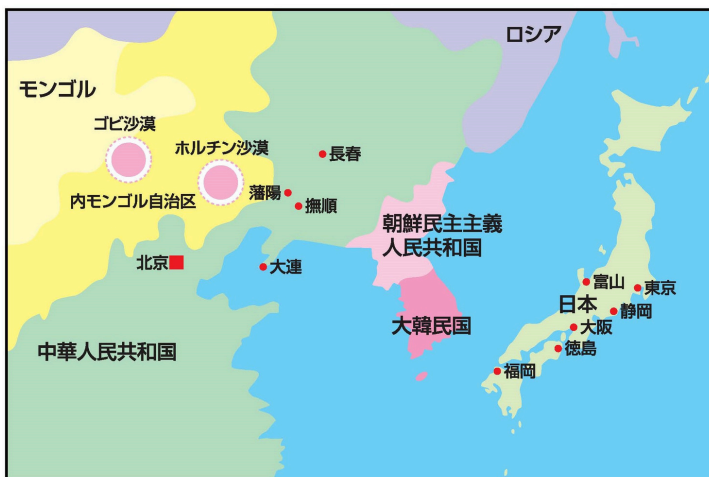 ロシア
モンゴル
ゴビ沙漠
ホルチン沙漠
長春
内モンゴル自治区
藩陽
撫順
朝鮮民主主義
人民共和国
北京
大連
富山
東京
日本
静岡
大韓民国
大阪
中華人民共和国
徳島
福岡